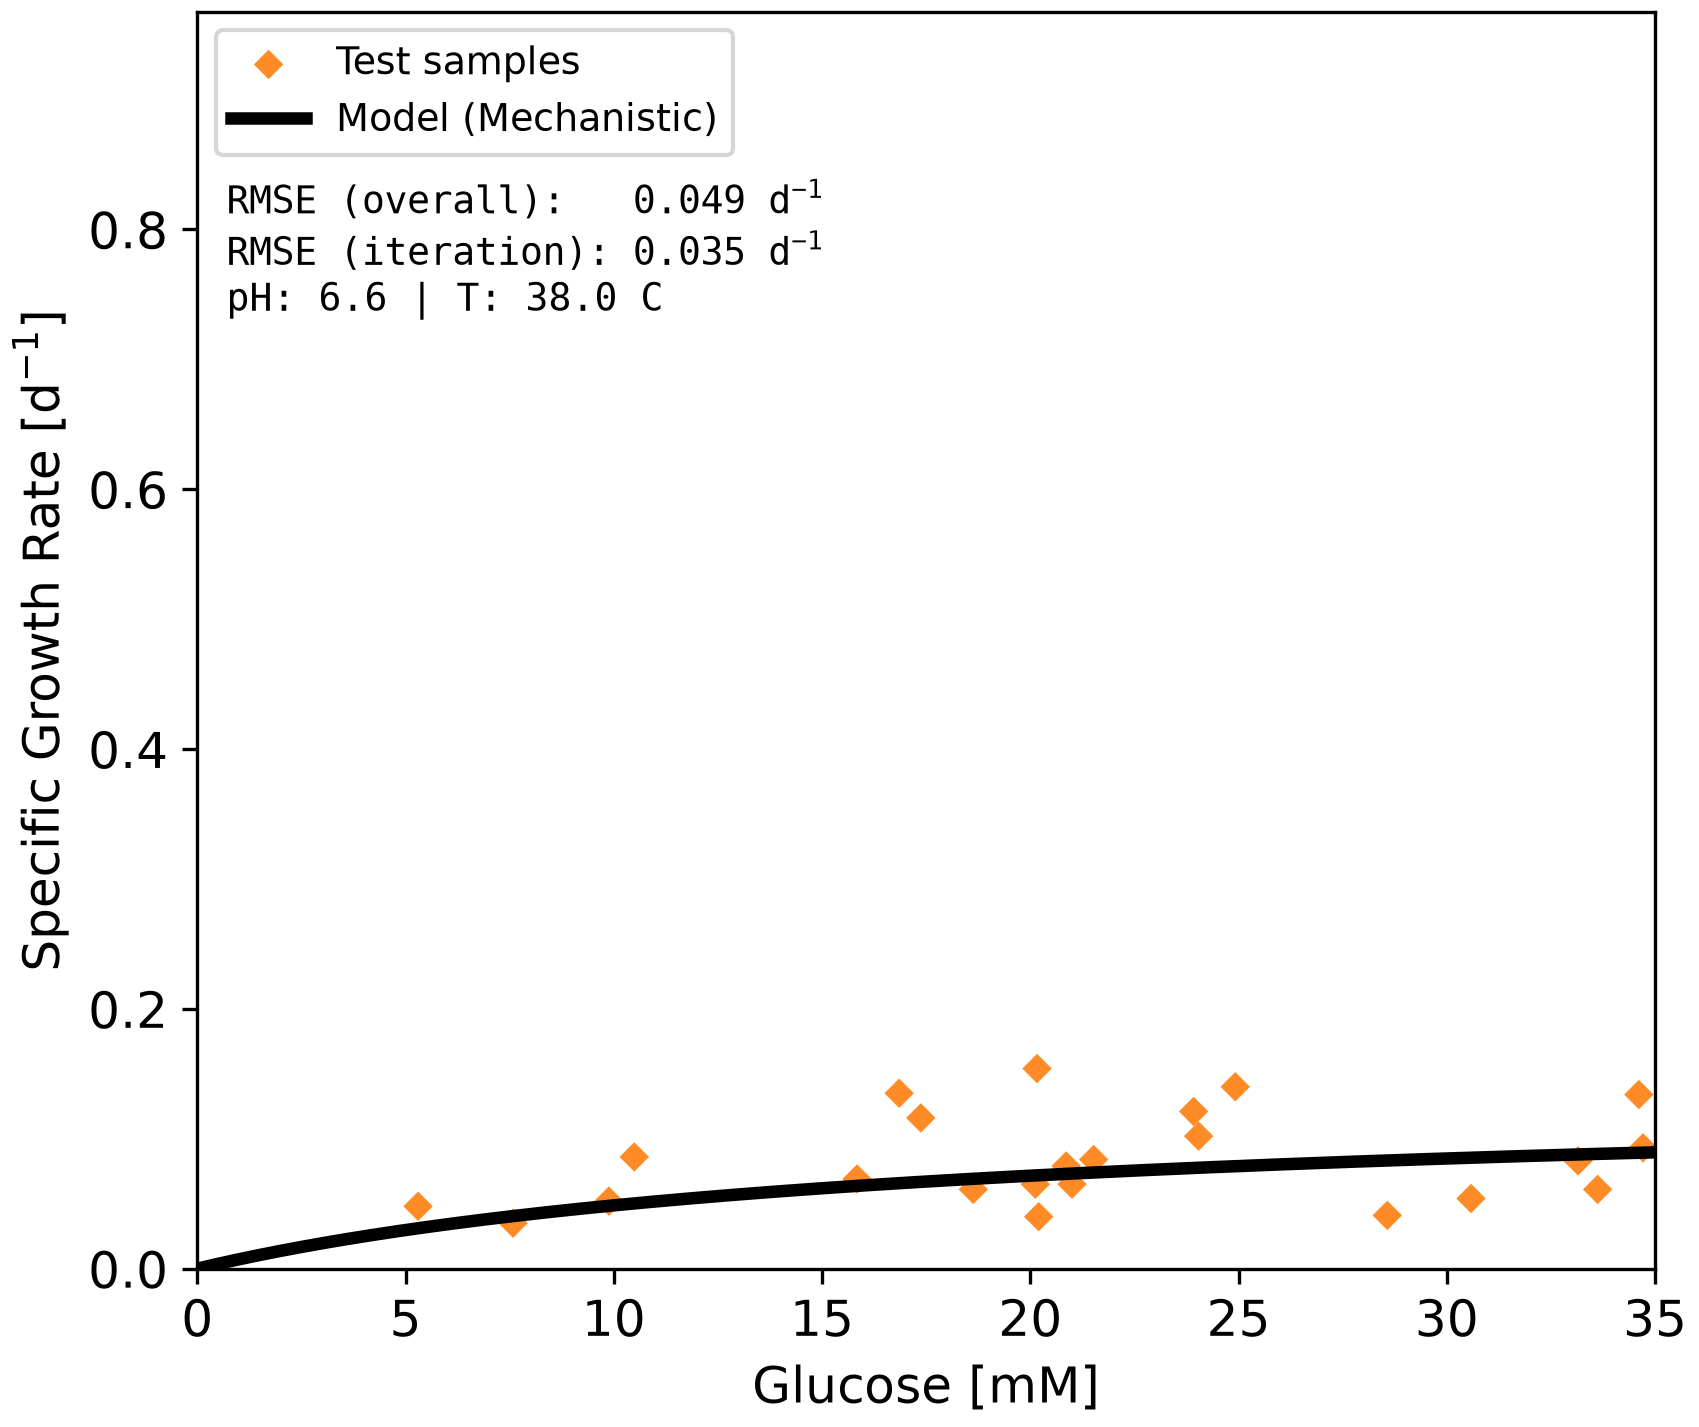 Test samples
Model (Mechanistic)
RMSE (overall):   0.049 d⁻¹
RMSE (iteration): 0.035 d⁻¹
pH: 6.6 | T: 38.0 C
Specific Growth Rate [d⁻¹]
0.8
0.6
0.4
0.2
0.0
0 5 10 15 20 25 30 35
Glucose [mM]